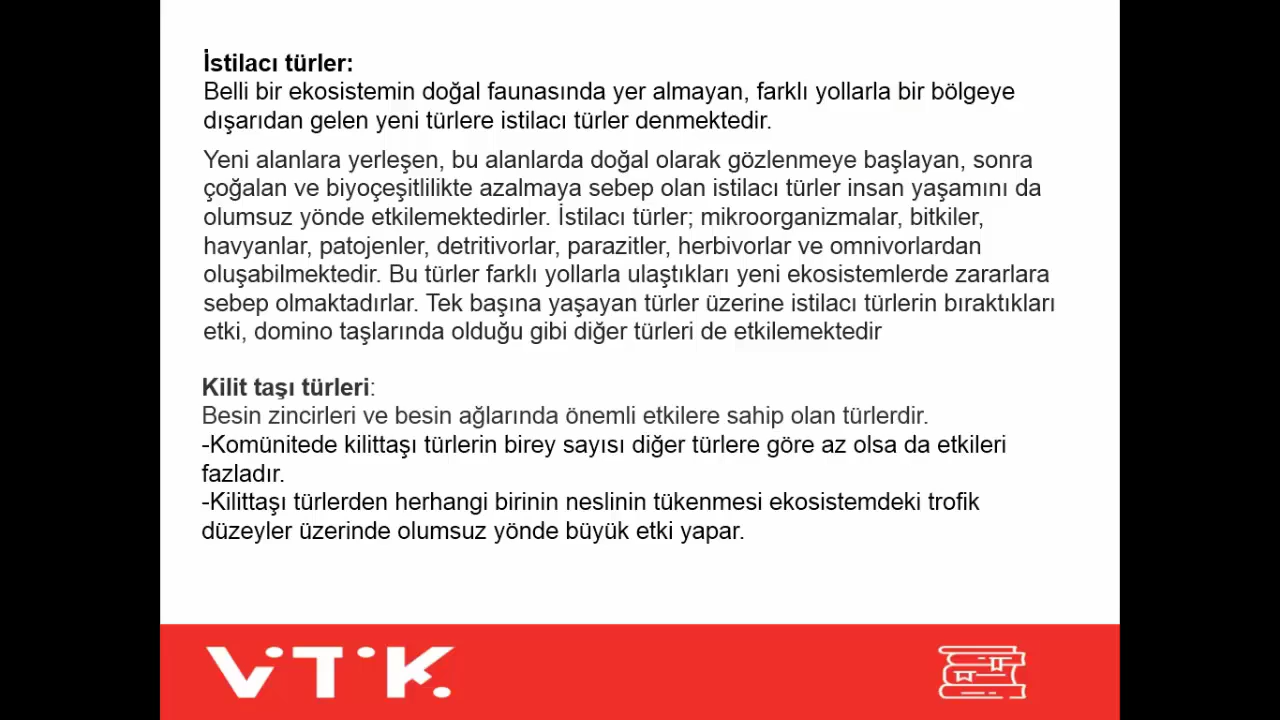 İstilacı türler:
Belli bir ekosistemin doğal faunasında yer almayan, farklı yollarla bir bölgeye
dışarıdan gelen yeni türlere istilacı türler denmektedir.
Yeni alanlara yerleşen, bu alanlarda doğal olarak gözlenmeye başlayan, sonra
çoğalan ve biyoçeşitlilikte azalmaya sebep olan istilacı türler insan yaşamını da
olumsuz yönde etkilemektedirler. İstilacı türler; mikroorganizmalar, bitkiler,
havyanlar, patojenler, detritivorlar, parazitler, herbivorlar ve omnivorlardan
oluşabilmektedir. Bu türler farklı yollarla ulaştıkları yeni ekosistemlerde zararlara
sebep olmaktadırlar. Tek başına yaşayan türler üzerine istilacı türlerin bıraktıkları
etki, domino taşlarında olduğu gibi diğer türleri de etkilemektedir
Kilit taşı türleri:
Besin zincirleri ve besin ağlarında önemli etkilere sahip olan türlerdir.
-Komünitede kilittaşı türlerin birey sayısı diğer türlere göre az olsa da etkileri
fazladır.
-Kilittaşı türlerden herhangi birinin neslinin tükenmesi ekosistemdeki trofik
düzeyler üzerinde olumsuz yönde büyük etki yapar.
VİTİK.